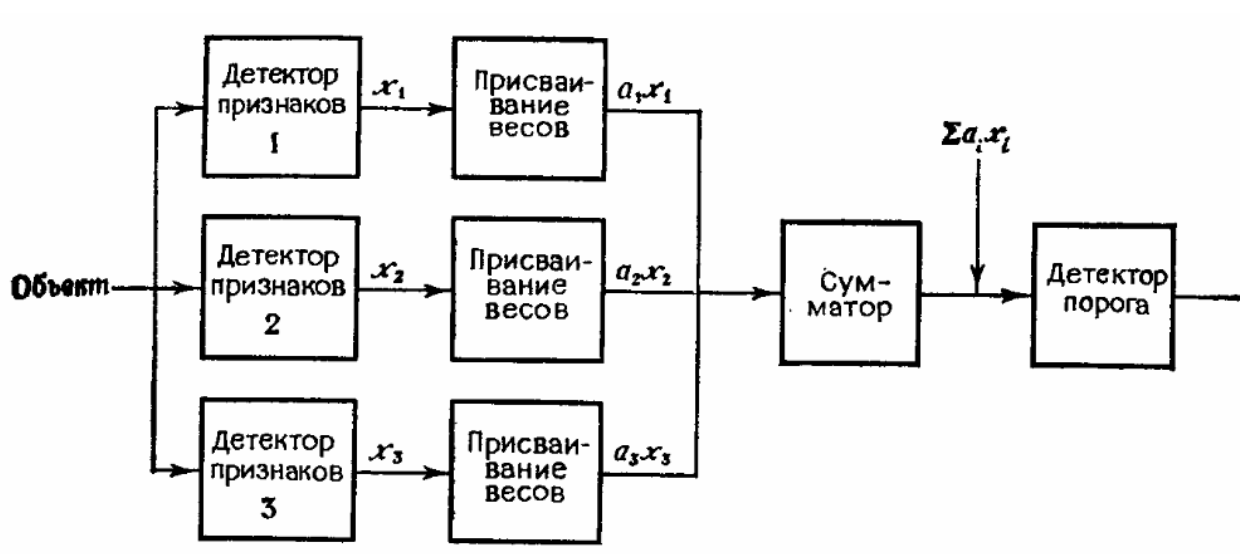 Детектор
признаков
1
x₁
Присваи-
вание
весов
a₁x₁
Объект
Детектор
признаков
2
x₂
Присваи-
вание
весов
a₂x₂
Детектор
признаков
3
x₃
Присваи-
вание
весов
a₃x₃
Сум-
матор
Σaᵢxᵢ
Детектор
порога